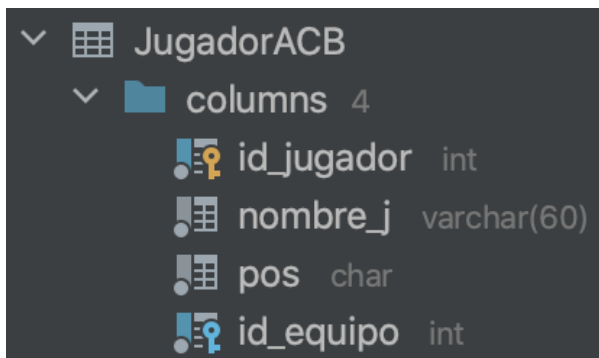 JugadorACB
columns 4
id_jugador int
nombre_j varchar(60)
pos char
id_equipo int